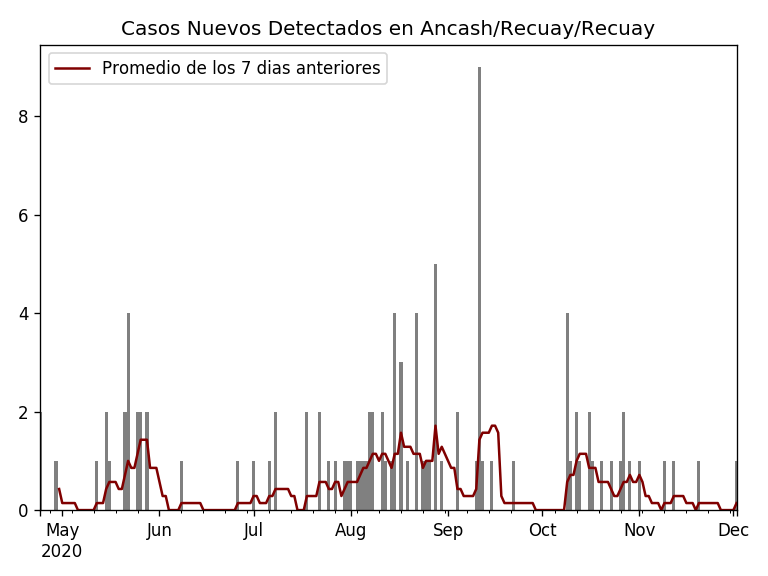 Casos Nuevos Detectados en Ancash/Recuay/Recuay
Promedio de los 7 dias anteriores
8
6
4
2
0
May Jun Jul Aug Sep Oct Nov Dec
2020